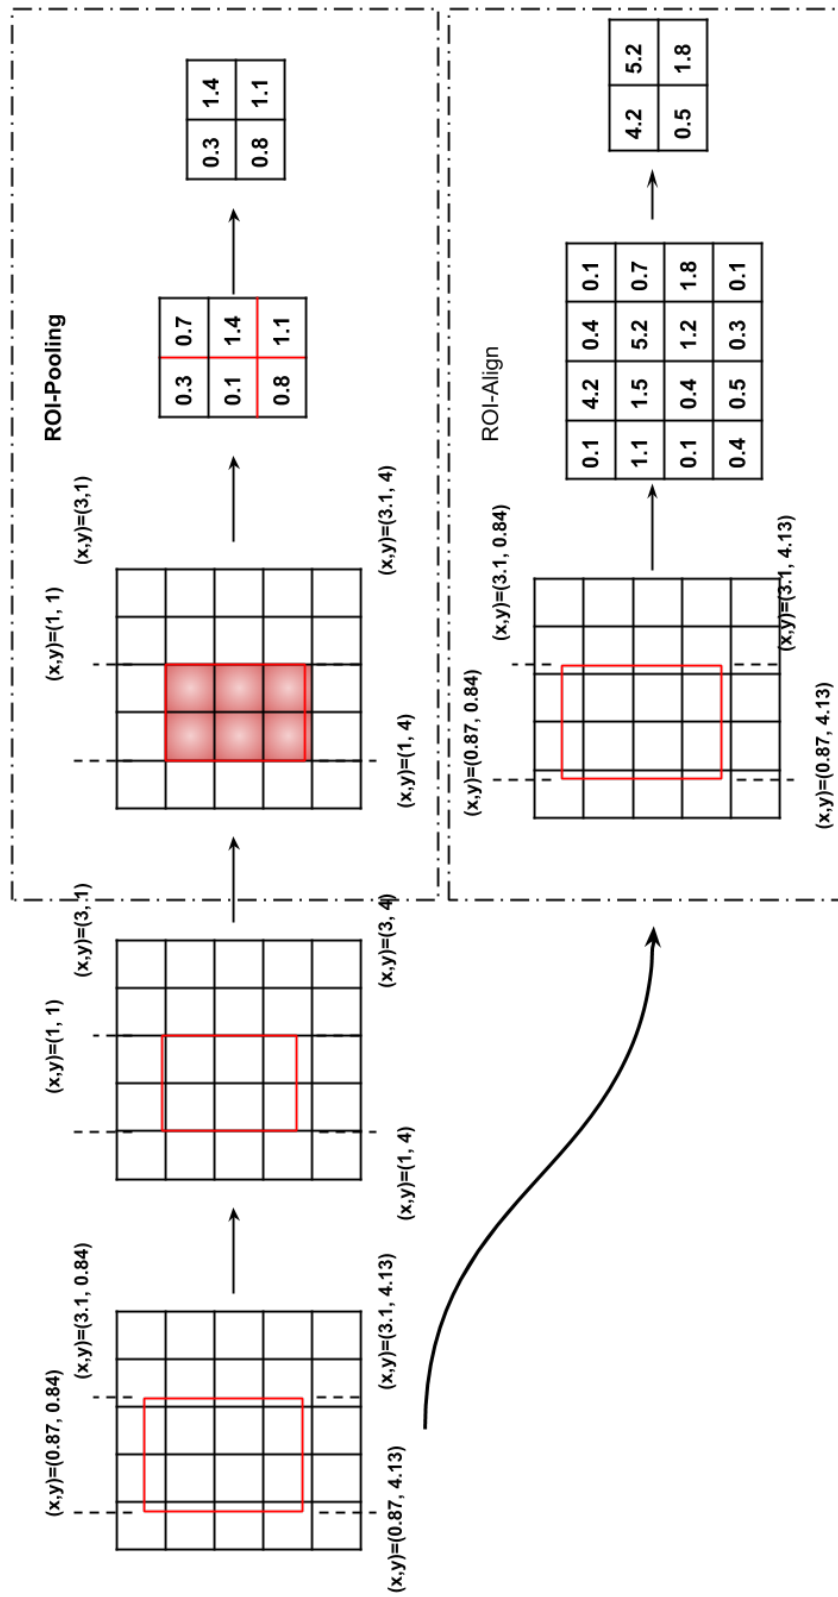 ROI-Pooling
(x,y)=(0.87, 0.84)
(x,y)=(3.1, 0.84)
(x,y)=(0.87, 4.13)
(x,y)=(3.1, 4.13)
(x,y)=(1, 1)
(x,y)=(3, 1)
(x,y)=(1, 4)
(x,y)=(3, 4)
(x,y)=(1, 1)
(x,y)=(3,1)
(x,y)=(1, 4)
(x,y)=(3.1, 4)
0.3 0.7
0.1 1.4
0.8 1.1
0.3 1.4
0.8 1.1
ROI-Align
(x,y)=(0.87, 0.84)
(x,y)=(3.1, 0.84)
(x,y)=(0.87, 4.13)
(x,y)=(3.1, 4.13)
0.1 4.2 0.4 0.1
1.1 1.5 5.2 0.7
0.1 0.4 1.2 1.8
0.4 0.5 0.3 0.1
4.2 5.2
0.5 1.8